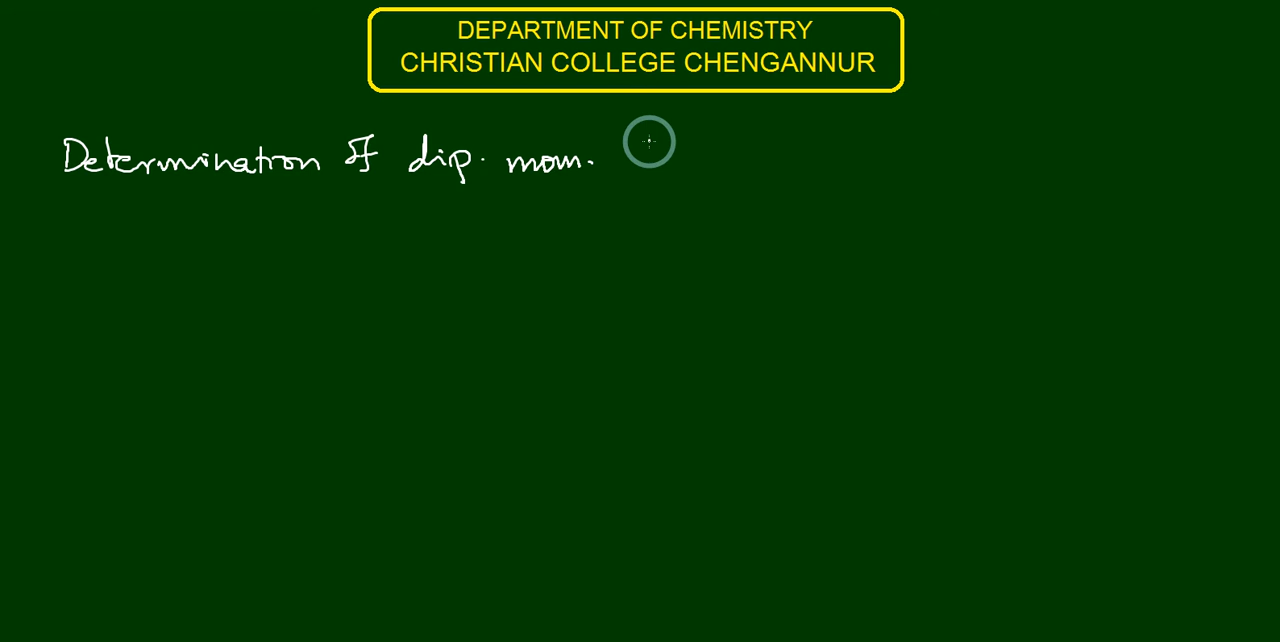 DEPARTMENT OF CHEMISTRY
CHRISTIAN COLLEGE CHENGANNUR
Determination of dip. mom.